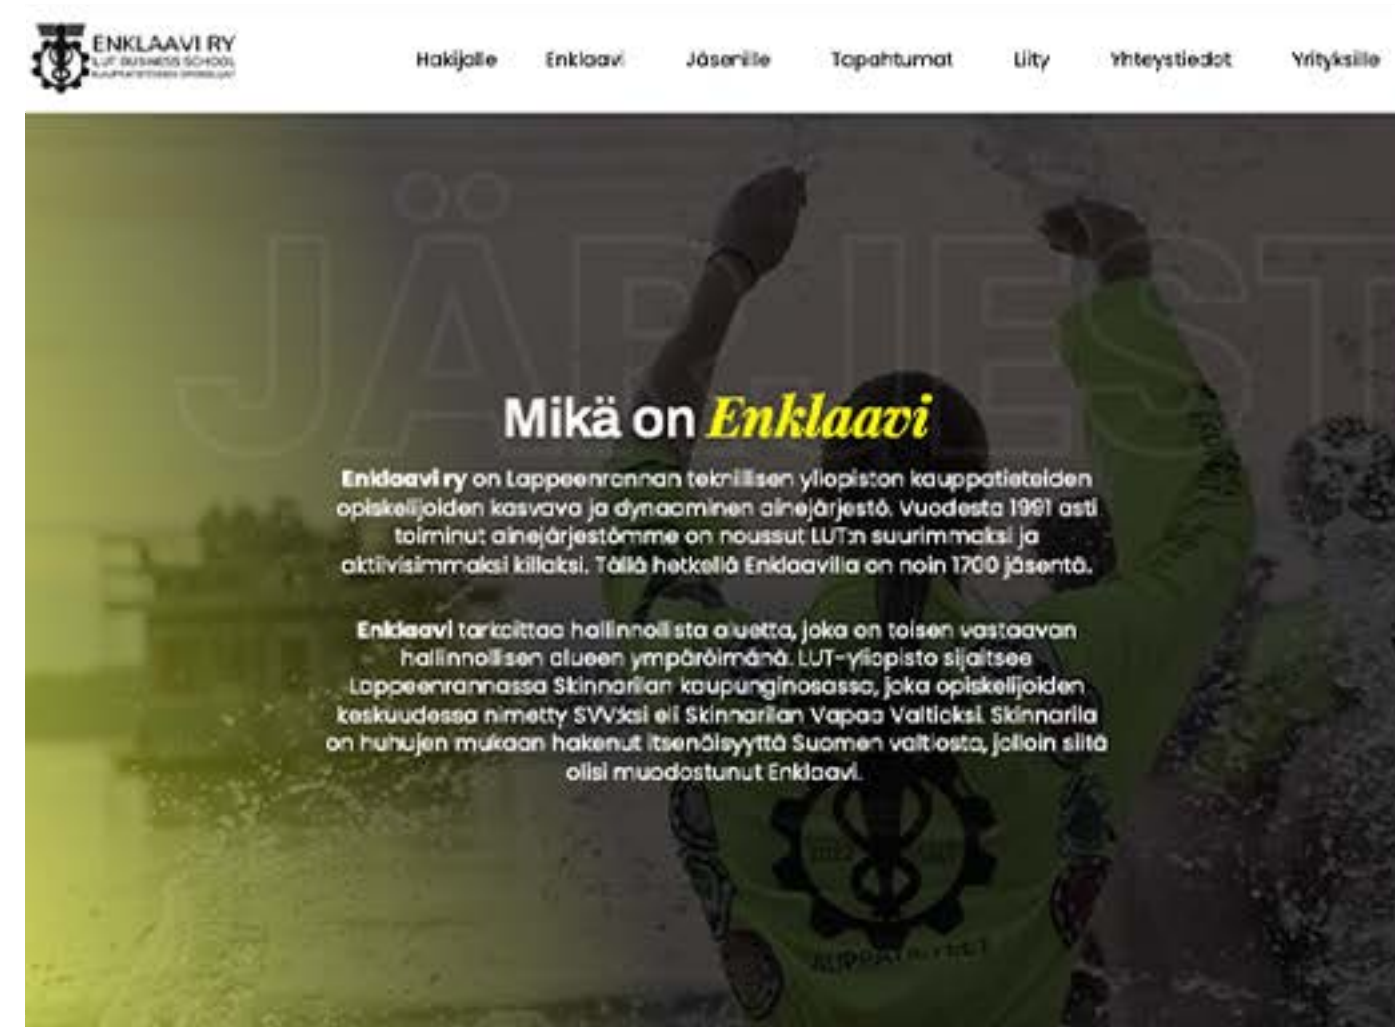 ENKLAAVI RY
LUT BUSINESS SCHOOL
Hakijalle Enklaavi Jäsenille Tapahtumat Liity Yhteystiedot Yrityksille
JÄRJEST
Mikä on Enklaavi
Enklaavi ry on Lappeenrannan teknillisen yliopiston kauppatieteiden
opiskelijoiden kasvava ja dynaaminen ainejärjestö. Vuodesta 1991 asti
toiminut ainejärjestömme on noussut LUT:n suurimmaksi ja
aktiivisimmaksi killaksi. Tällä hetkellä Enklaavilla on noin 1700 jäsentä.
Enklaavi tarkoittaa hallinnollista aluetta, joka on toisen vastaavan
hallinnollisen alueen ympäröimänä. LUT-yliopisto sijaitsee
Lappeenrannassa Skinnarilan kaupunginosassa, joka opiskelijoiden
keskuudessa nimetty SVV:ksi eli Skinnarilan Vapaa Valtioksi. Skinnarila
on huhujen mukaan hakenut itsenäisyyttä Suomen valtiosta, jolloin siitä
olisi muodostunut Enklaavi.